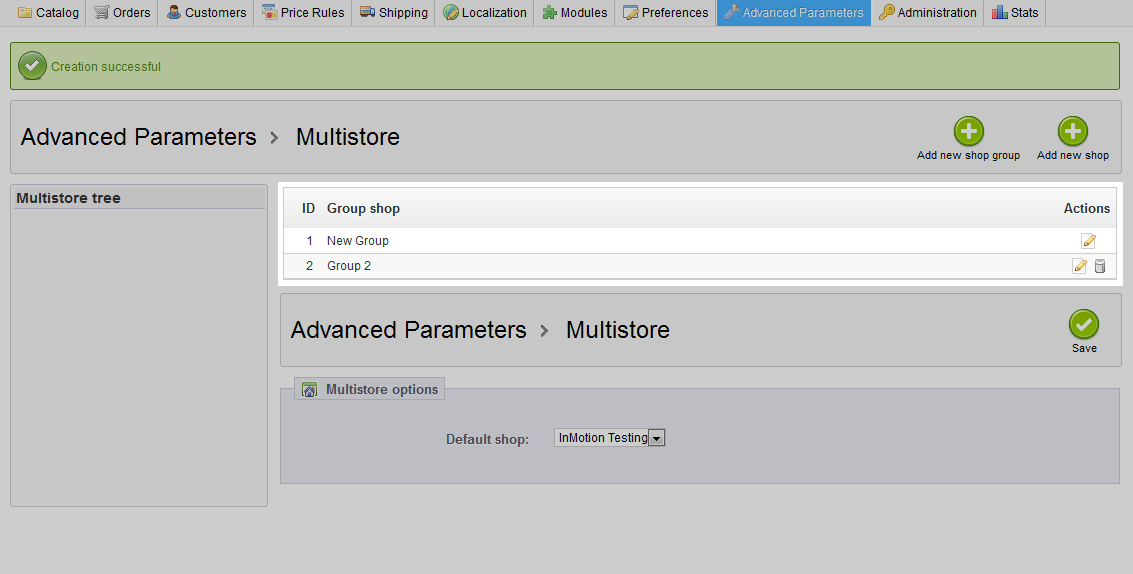 Catalog Orders Customers Price Rules Shipping Localization Modules Preferences Advanced Parameters Administration Stats
Creation successful
Advanced Parameters > Multistore
Add new shop group Add new shop
Multistore tree
ID Group shop Actions
1 New Group
2 Group 2
Advanced Parameters > Multistore
Save
Multistore options
Default shop: InMotion Testing